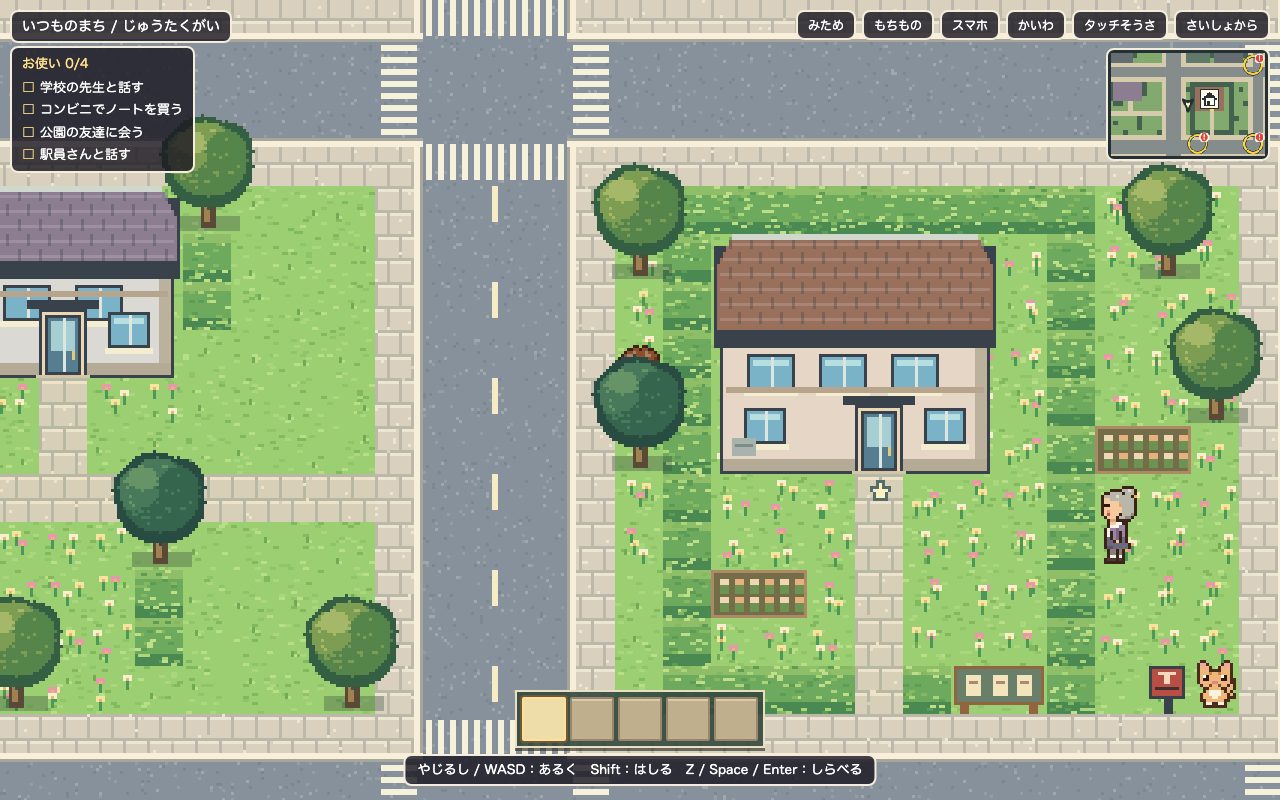 いつものまち / じゅうたくがい
みため
もちもの
スマホ
かいわ
タッチそうさ
さいしょから
お使い 0/4
☐ 学校の先生と話す
☐ コンビニでノートを買う
☐ 公園の友達に会う
☐ 駅員さんと話す
やじるし / WASD：あるく　Shift：はしる　Z / Space / Enter：しらべる